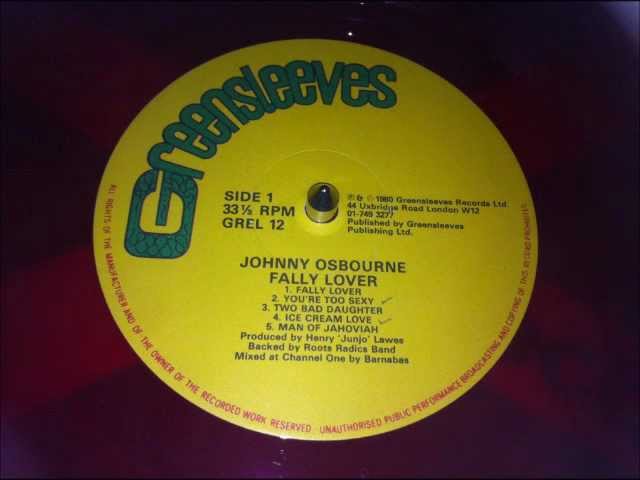 Greensleeves
SIDE 1
33⅓ RPM
GREL 12
℗ & © 1980 Greensleeves Records Ltd.
44 Uxbridge Road London W12
01-749 3277
Published by Greensleeves
Publishing Ltd.
JOHNNY OSBOURNE
FALLY LOVER
1. FALLY LOVER
2. YOU'RE TOO SEXY
3. TWO BAD DAUGHTER
4. ICE CREAM LOVE
5. MAN OF JAHOVIAH
Produced by Henry 'Junjo' Lawes
Backed by Roots Radics Band
Mixed at Channel One by Barnabas
ALL RIGHTS OF THE MANUFACTURER AND OF THE OWNER OF THE RECORDED WORK RESERVED · UNAUTHORISED PUBLIC PERFORMANCE BROADCASTING AND COPYING OF THIS RECORD PROHIBITED